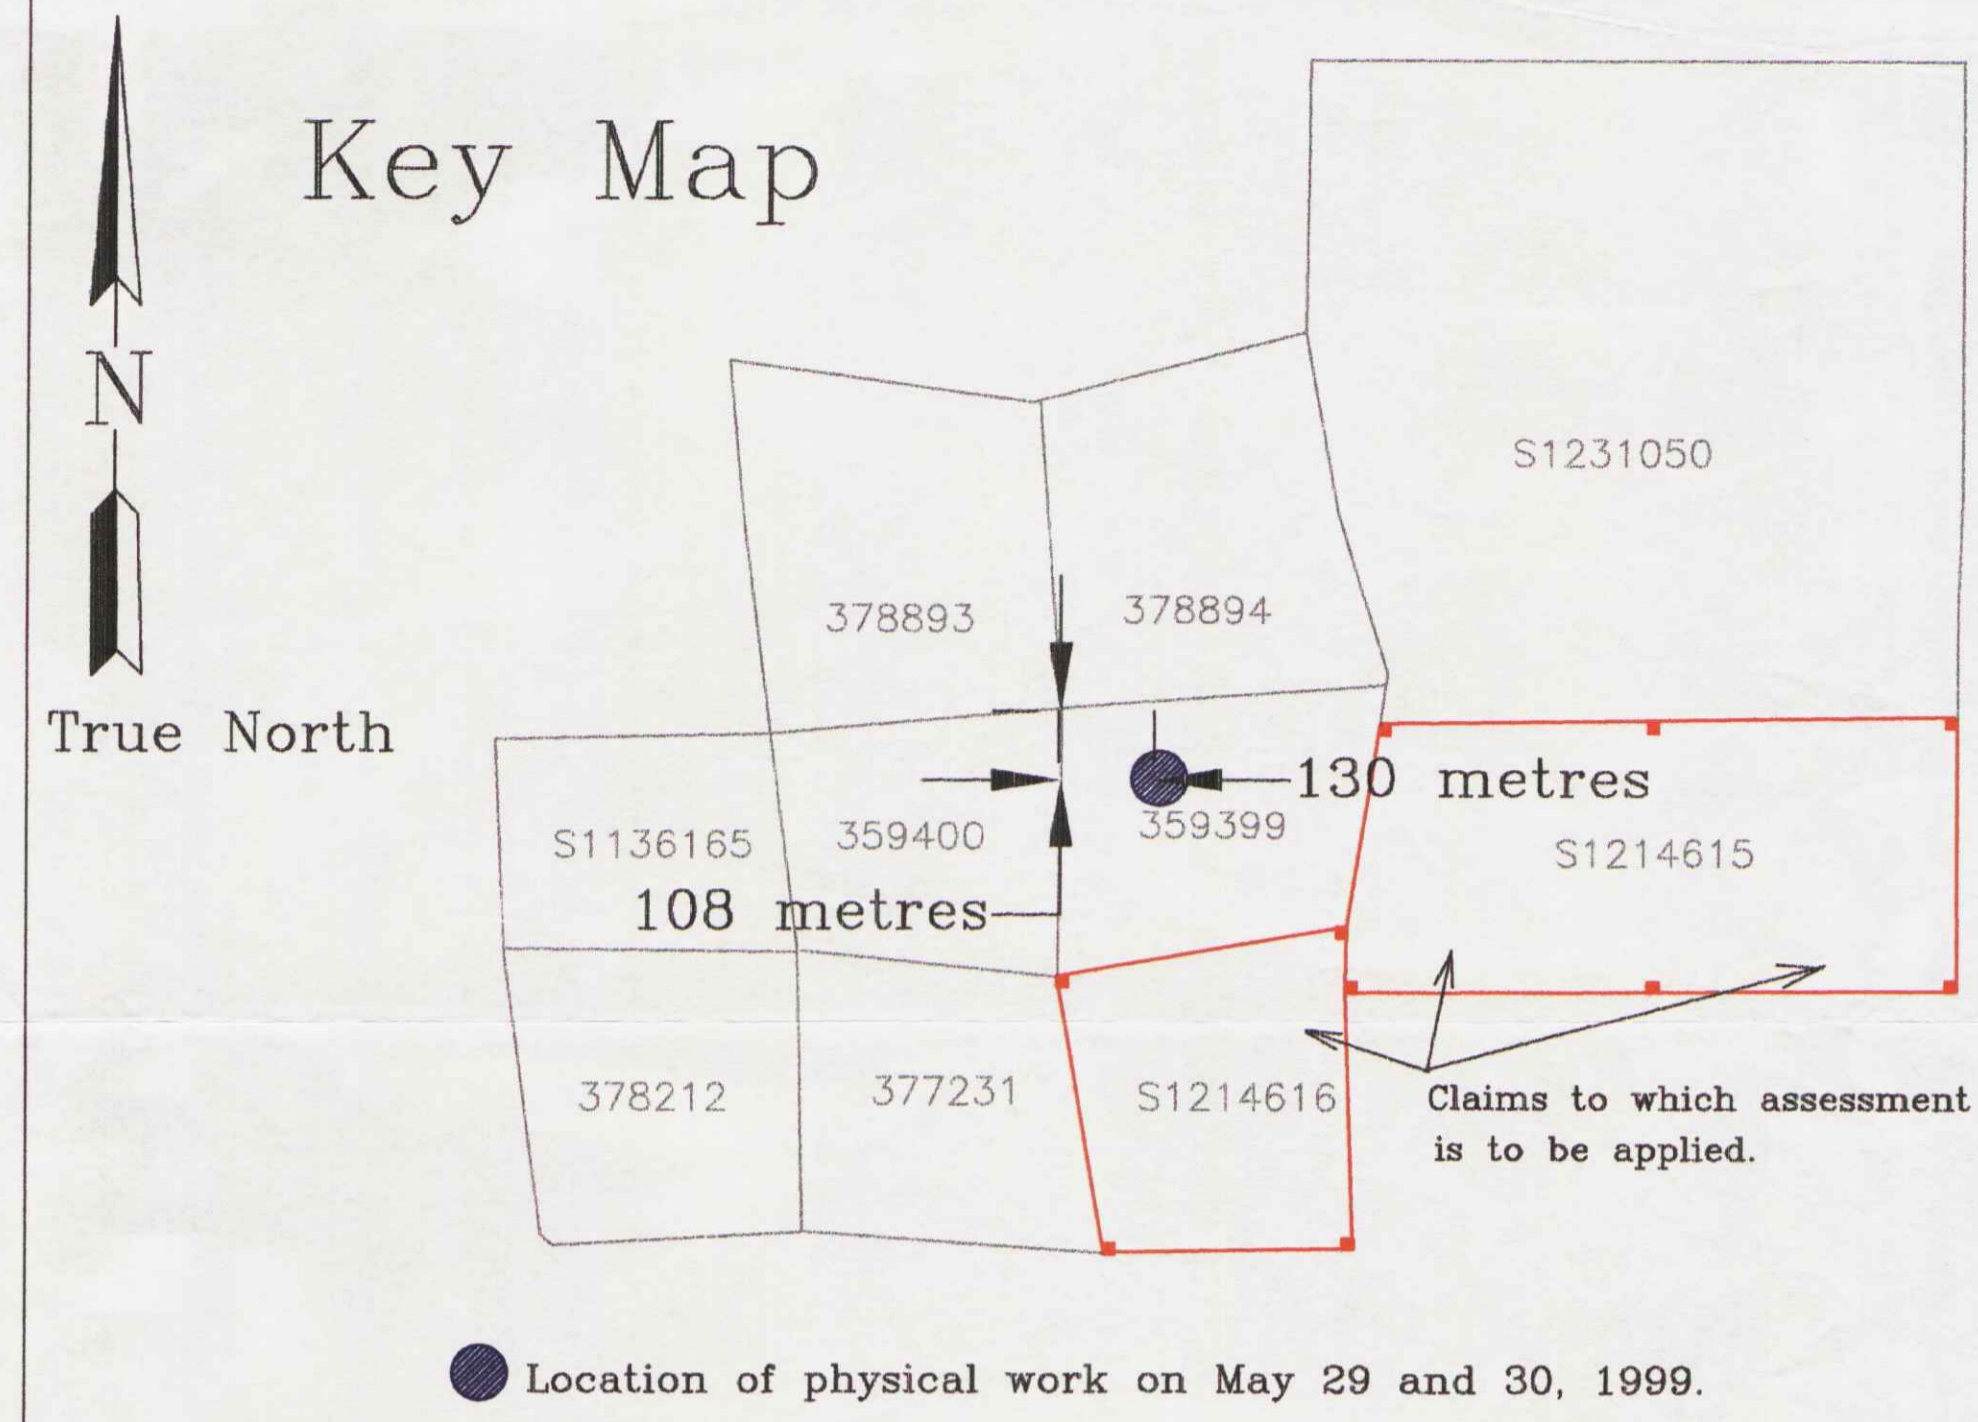 Key Map
N
True North
S1231050
378893
378894
130 metres
S1136165
359400
359399
S1214615
108 metres
378212
377231
S1214616
Claims to which assessment
is to be applied.
Location of physical work on May 29 and 30, 1999.